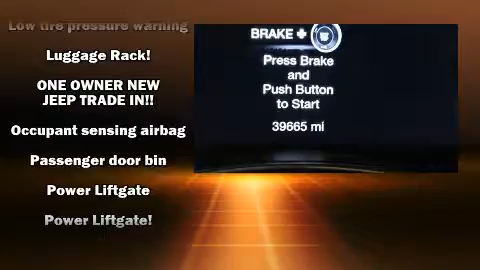 Low tire pressure warning
Luggage Rack!
ONE OWNER NEW
JEEP TRADE IN!!
Occupant sensing airbag
Passenger door bin
Power Liftgate
Power Liftgate!
BRAKE +
Press Brake
and
Push Button
to Start
39665 mi